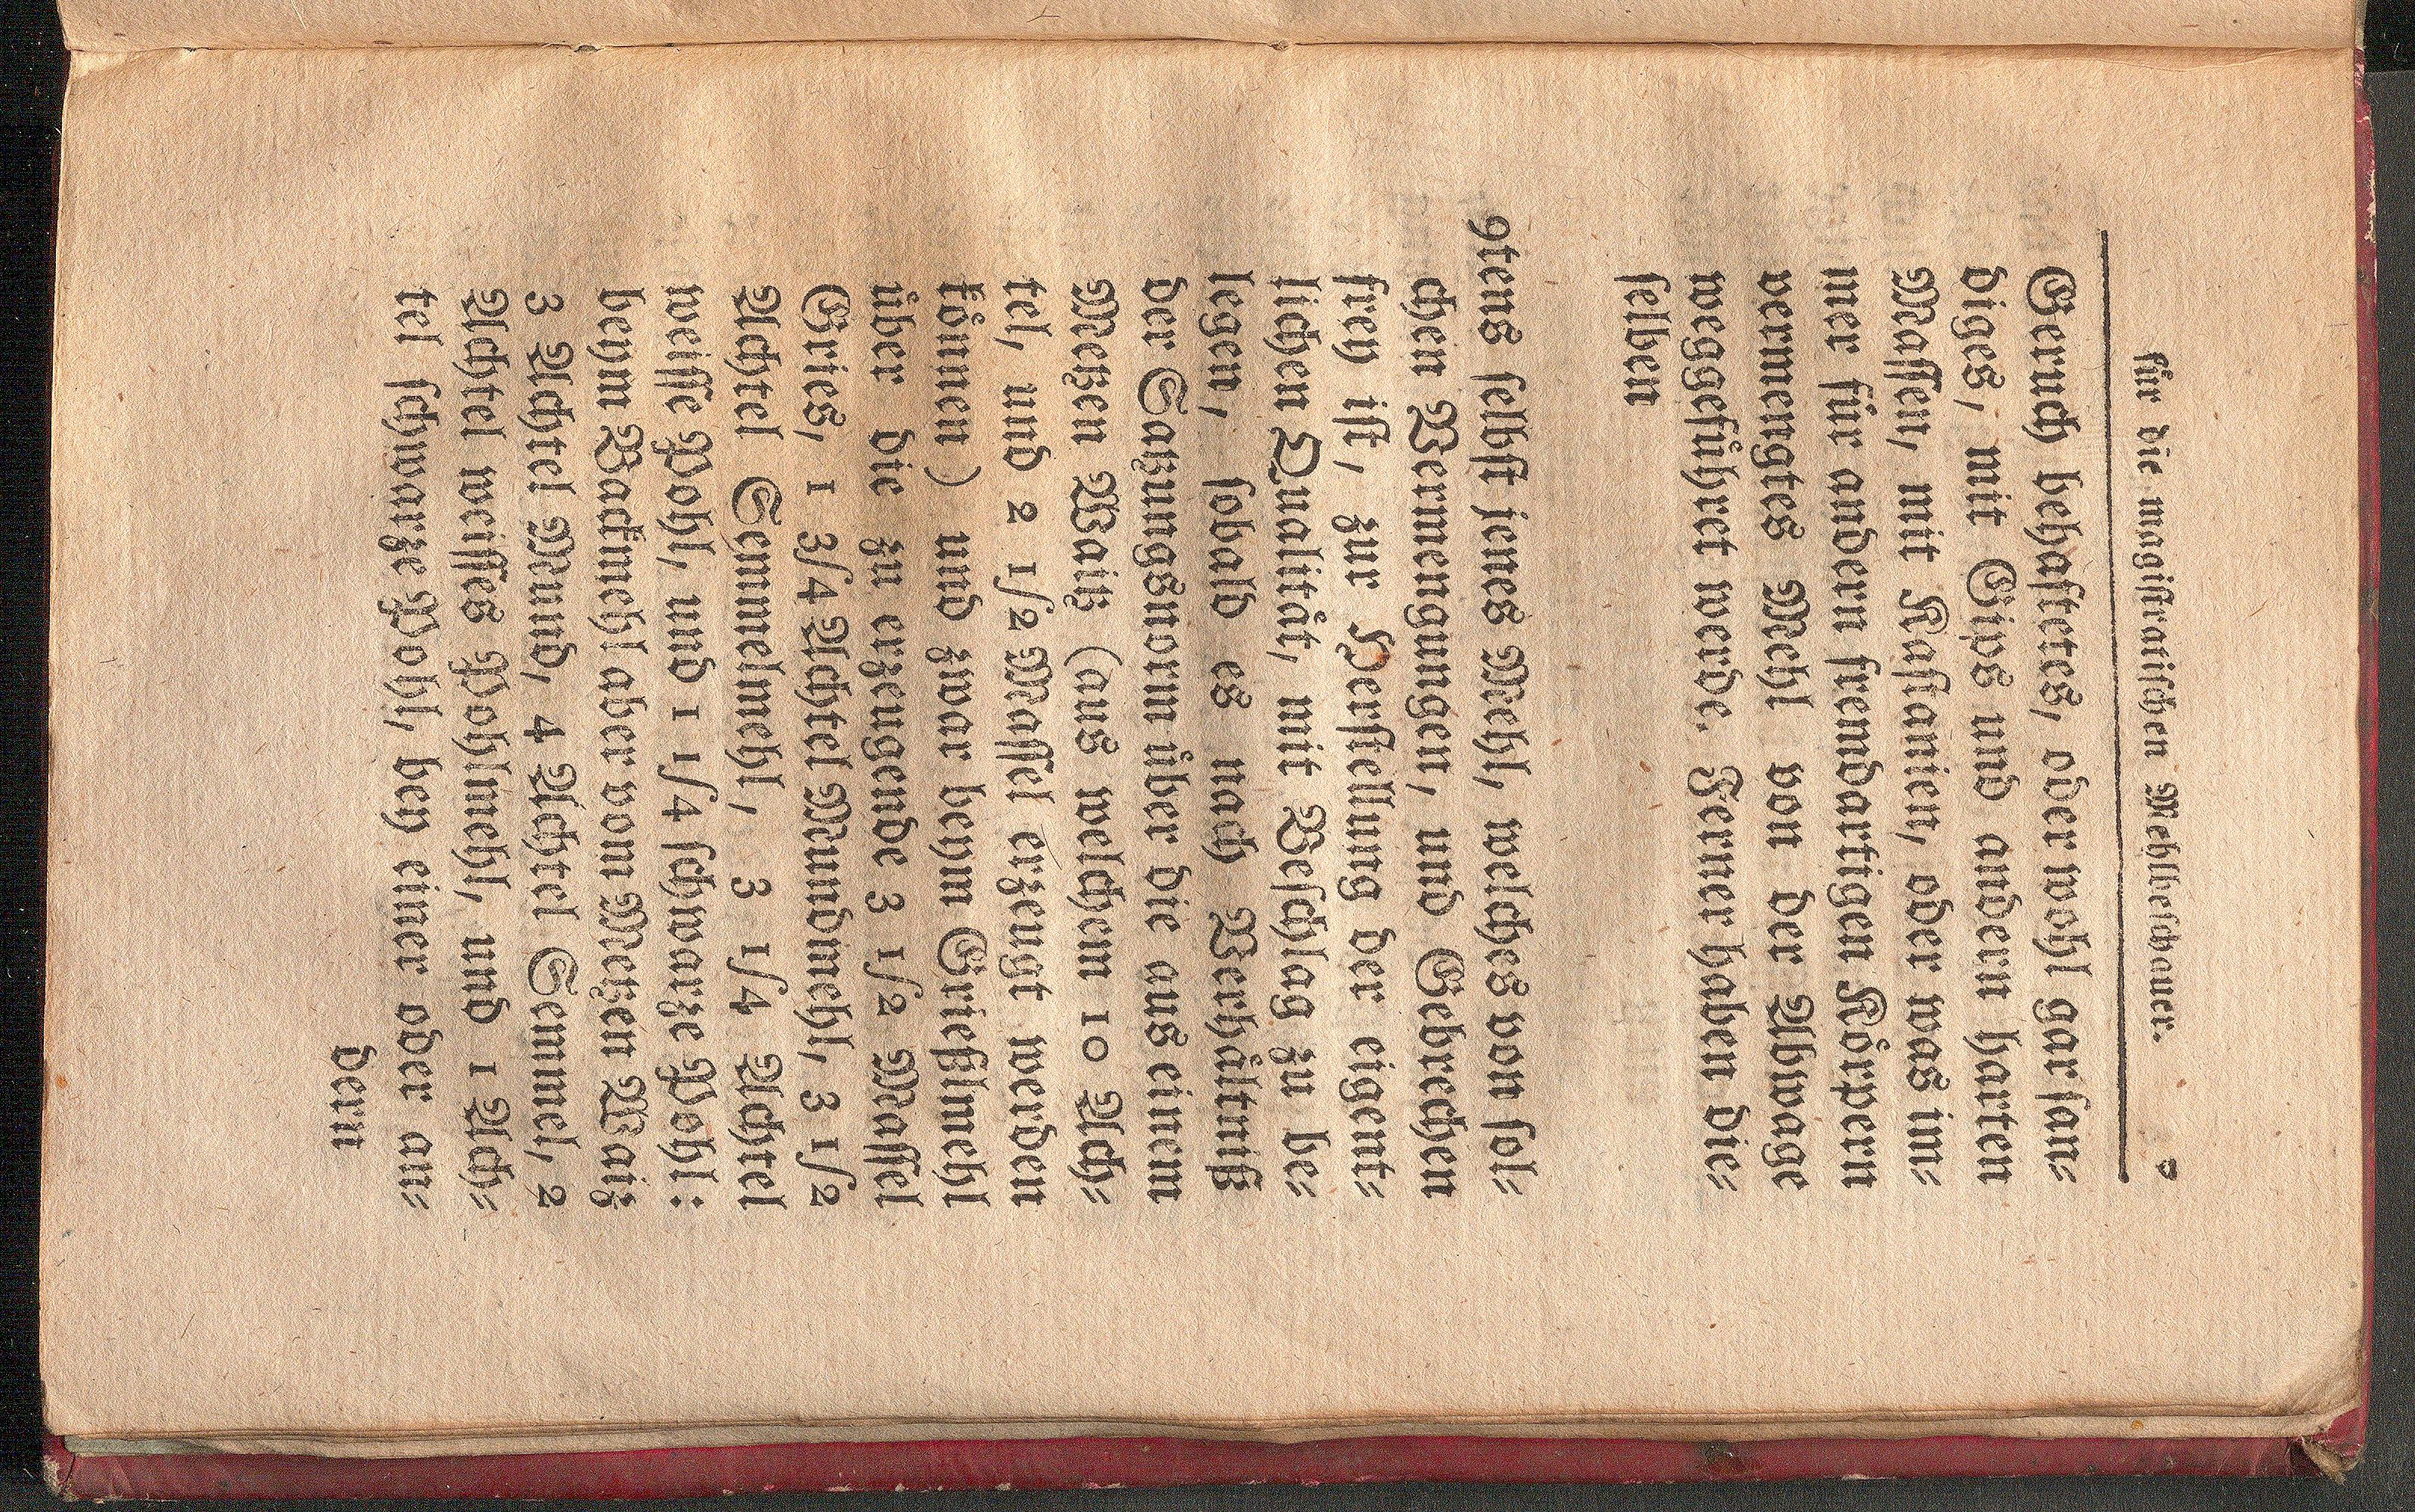 für die magistratischen Mehlbeschauer.
Geruch behaftetes, oder wohl gar san⸗
diges, mit Gips und andern harten
Massen, mit Kastanien, oder was im⸗
mer für andern fremdartigen Körpern
vermengtes Mehl von der Abwage
weggeführet werde. Ferner haben die⸗
selben
9tens selbst jenes Mehl, welches von sol⸗
chen Vermengungen, und Gebrechen
frey ist, zur Herstellung der eigent⸗
lichen Qualität, mit Beschlag zu be⸗
legen, sobald es nach Verhältniß
der Satzungsnorm über die aus einem
Metzen Waitz (aus welchem 10 Ach⸗
tel, und 2 1/2 Massel erzeugt werden
können) und zwar beym Grießlmehl
über die zu erzeugende 3 1/2 Massel
Gries, 1 3/4 Achtel Mundmehl, 3 1/2
Achtel Semmelmehl, 3 1/4 Achtel
weisse Pohl, und 1 1/4 schwarze Pohl:
beym Backmehl aber vom Metzen Waitz
3 Achtel Mund, 4 Achtel Semmel, 2
Achtel weisses Pohlmehl, und 1 Ach⸗
tel schwarze Pohl, bey einer oder an⸗
dern